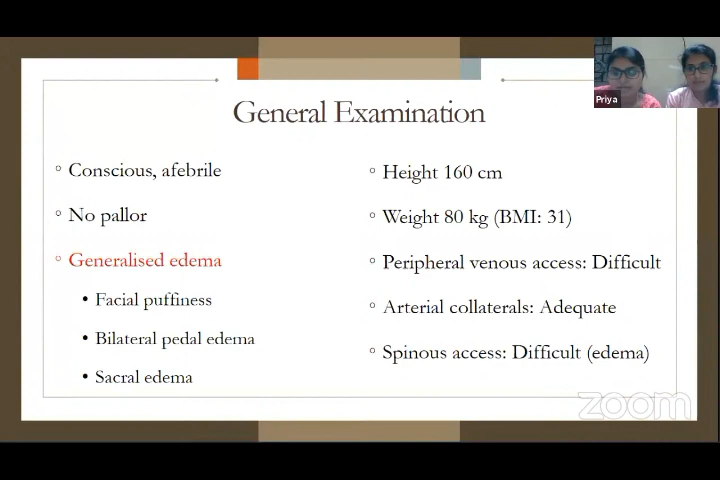 General Examination
Conscious, afebrile
No pallor
Generalised edema
Facial puffiness
Bilateral pedal edema
Sacral edema
Height 160 cm
Weight 80 kg (BMI: 31)
Peripheral venous access: Difficult
Arterial collaterals: Adequate
Spinous access: Difficult (edema)
Priya
zoom